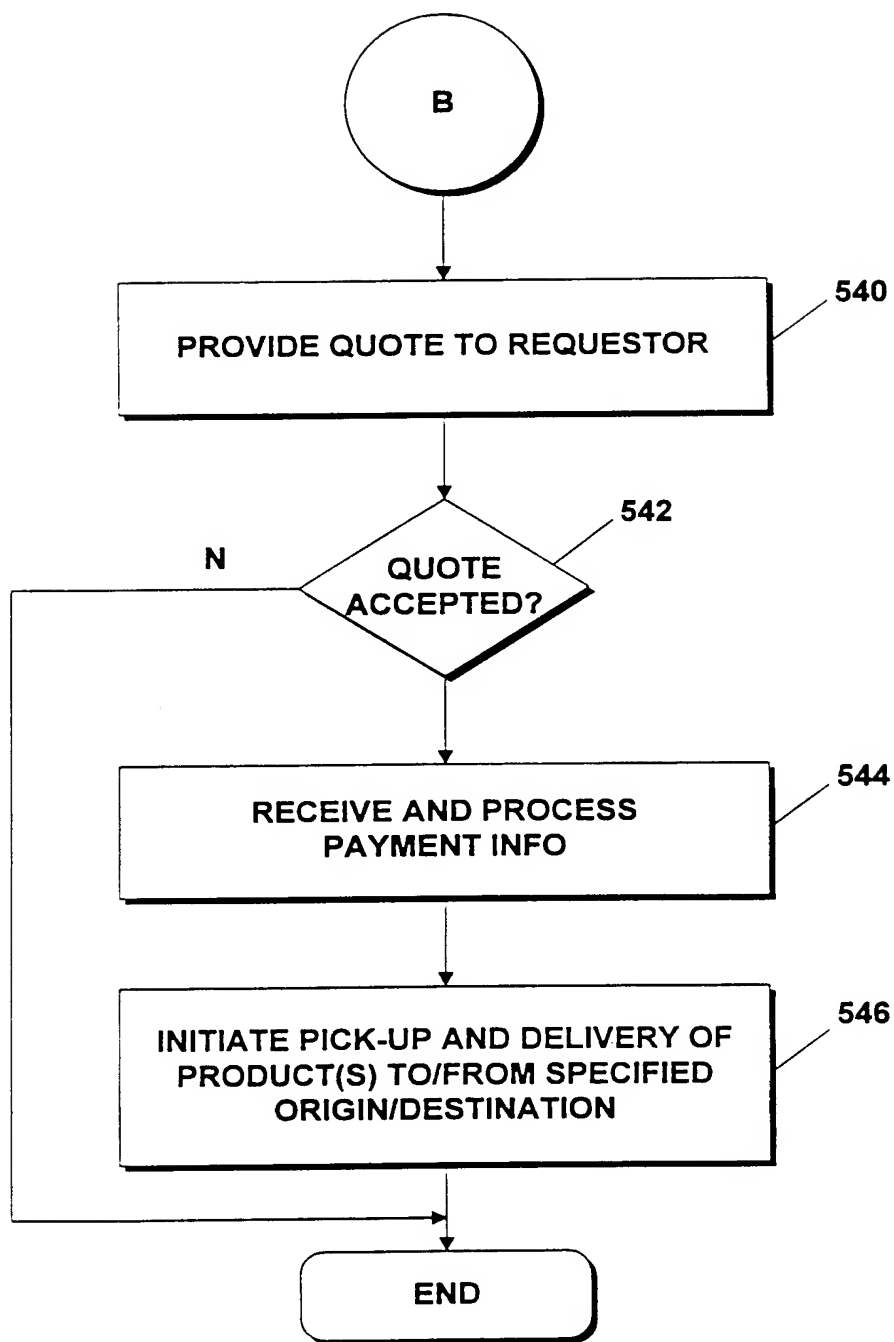 B
PROVIDE QUOTE TO REQUESTOR
540
542
N
QUOTE
ACCEPTED?
544
RECEIVE AND PROCESS
PAYMENT INFO
546
INITIATE PICK-UP AND DELIVERY OF
PRODUCT(S) TO/FROM SPECIFIED
ORIGIN/DESTINATION
END